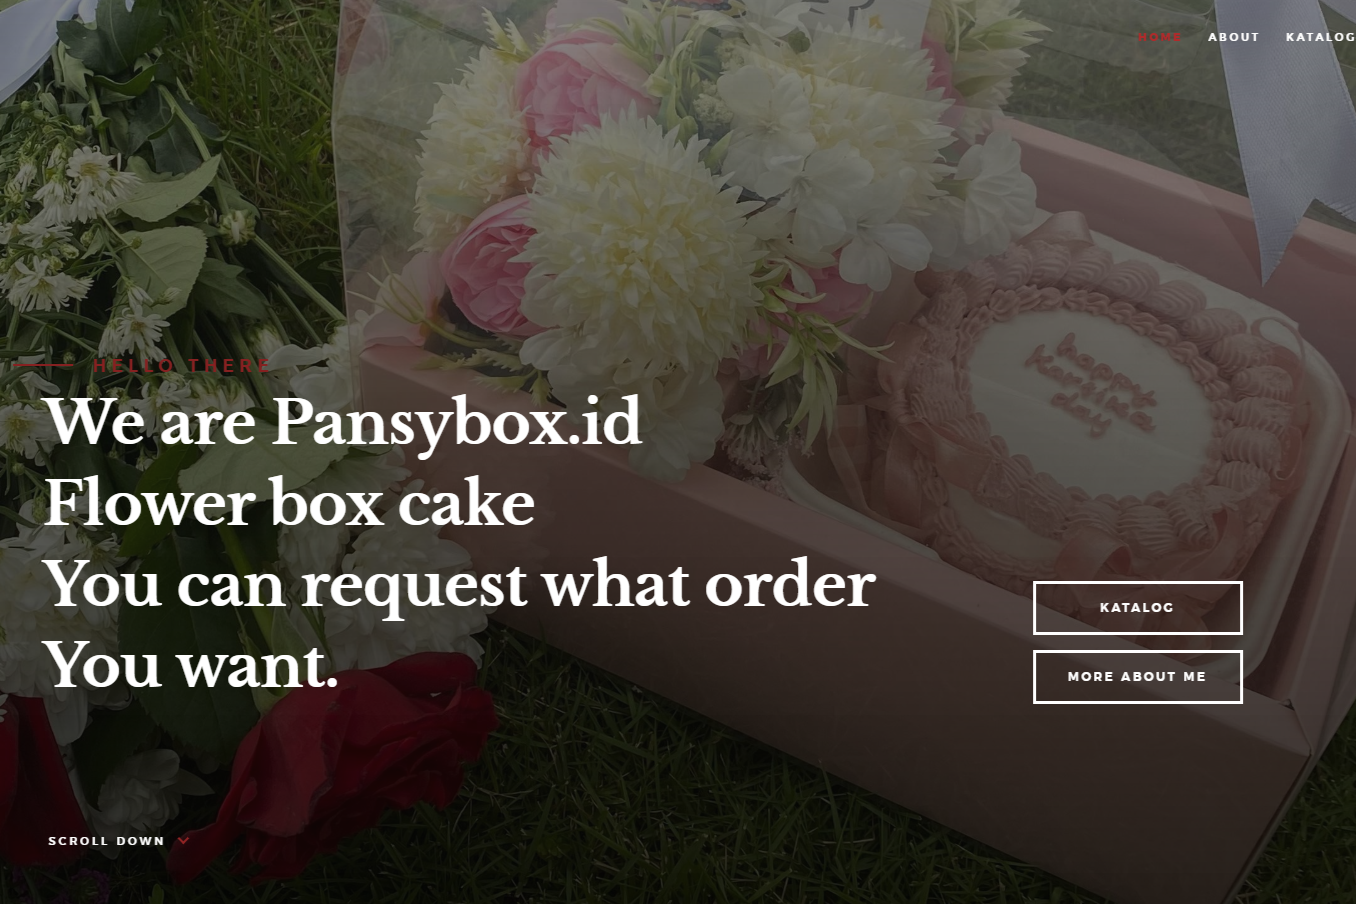 HOME ABOUT KATALOG
HELLO THERE
We are Pansybox.id
Flower box cake
You can request what order
You want.
happy
Kartina
day
KATALOG
MORE ABOUT ME
SCROLL DOWN